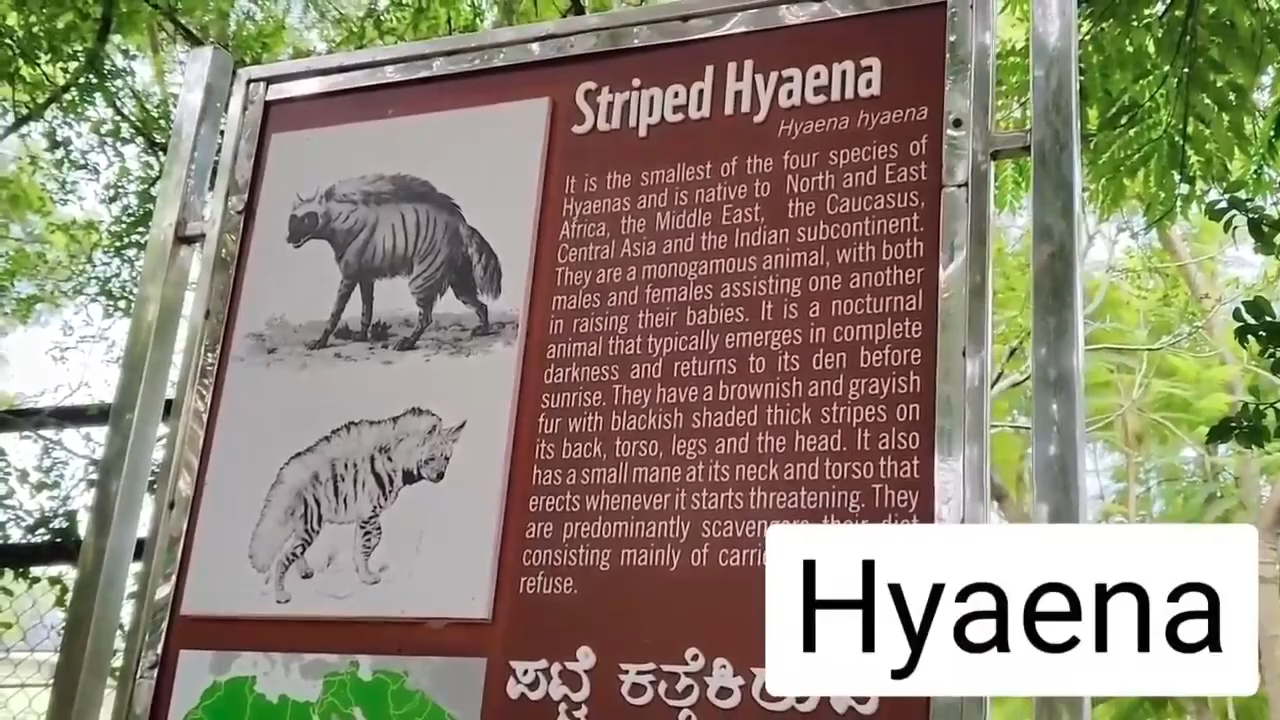 Striped Hyaena
Hyaena hyaena
It is the smallest of the four species of
Hyaenas and is native to North and East
Africa, the Middle East, the Caucasus,
Central Asia and the Indian subcontinent.
They are a monogamous animal, with both
males and females assisting one another
in raising their babies. It is a nocturnal
animal that typically emerges in complete
darkness and returns to its den before
sunrise. They have a brownish and grayish
fur with blackish shaded thick stripes on
its back, torso, legs and the head. It also
has a small mane at its neck and torso that
erects whenever it starts threatening. They
are predominantly scavengers their diet
consisting mainly of
refuse.
ಪಟ್ಟೆ
Hyaena